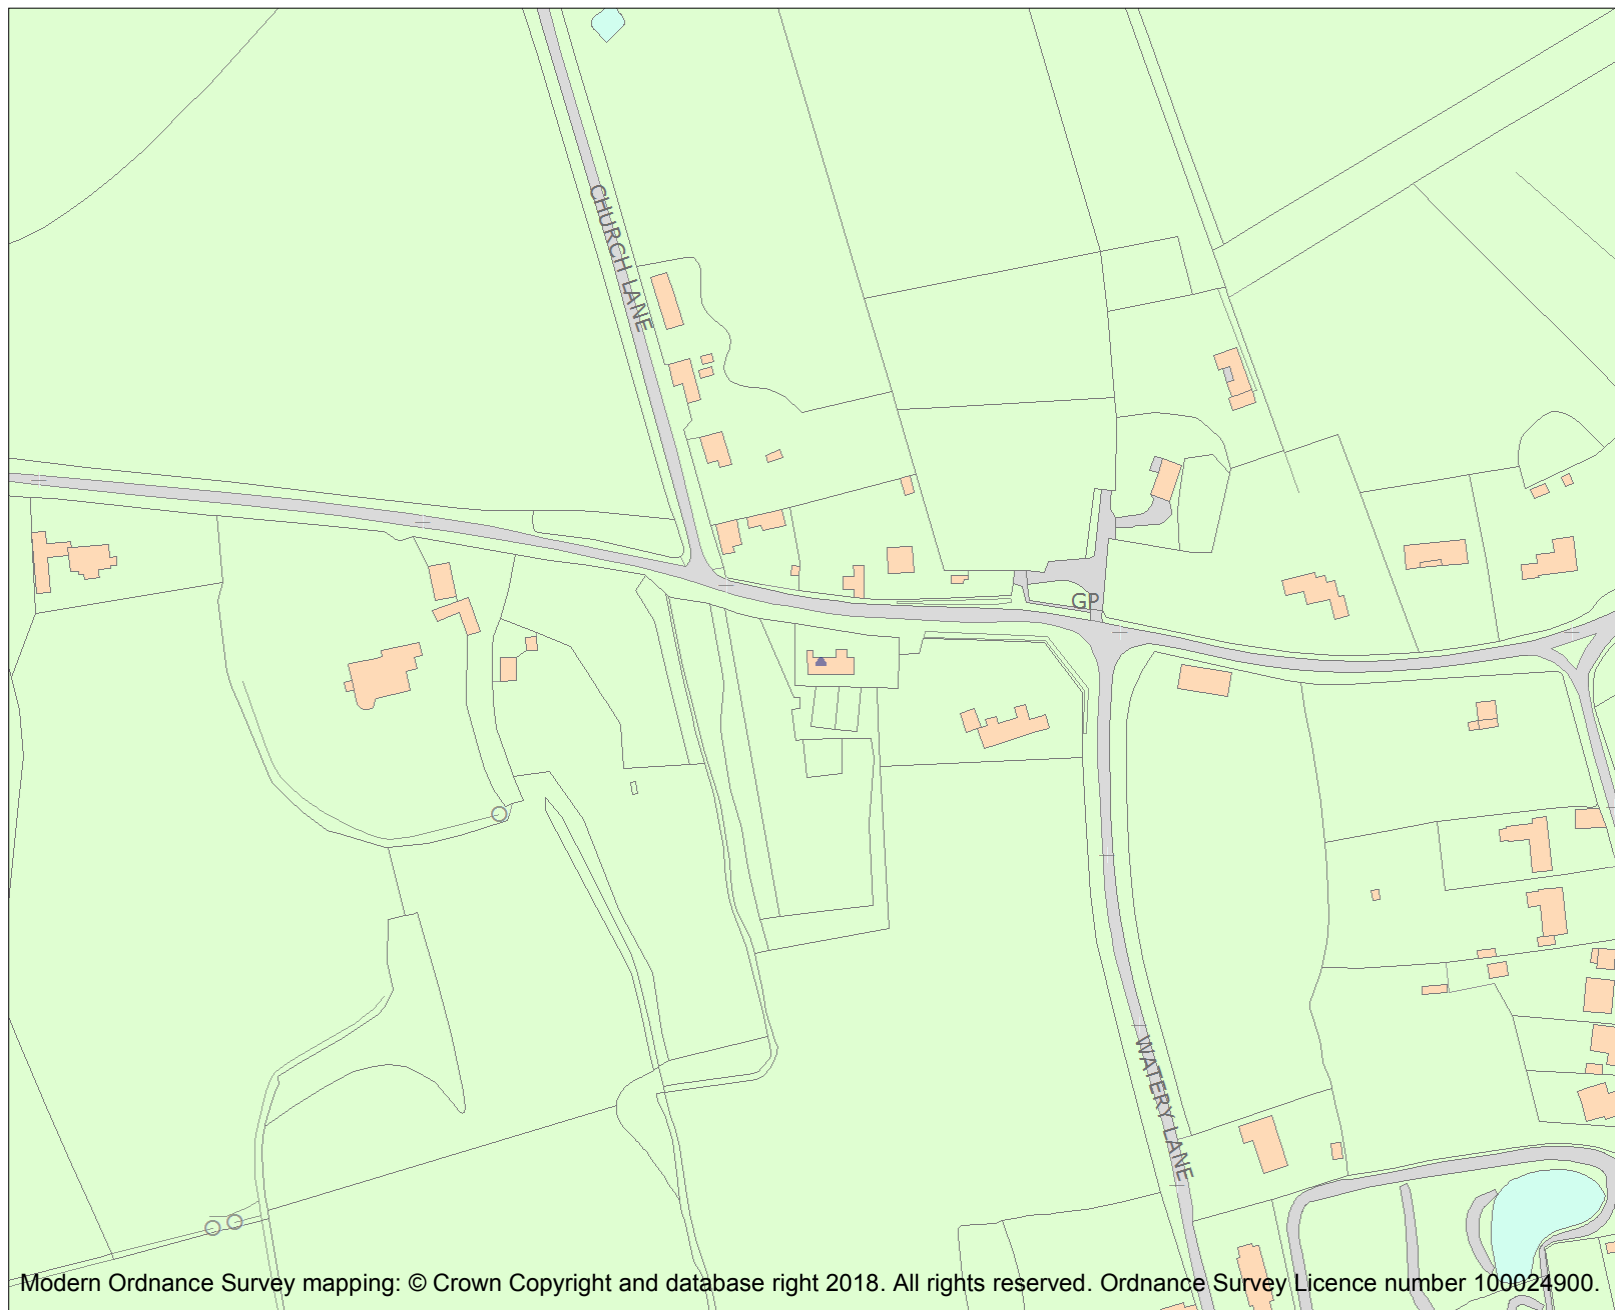 CHURCH LANE
GP
WATERY LANE
Modern Ordnance Survey mapping: © Crown Copyright and database right 2018. All rights reserved. Ordnance Survey Licence number 100024900.